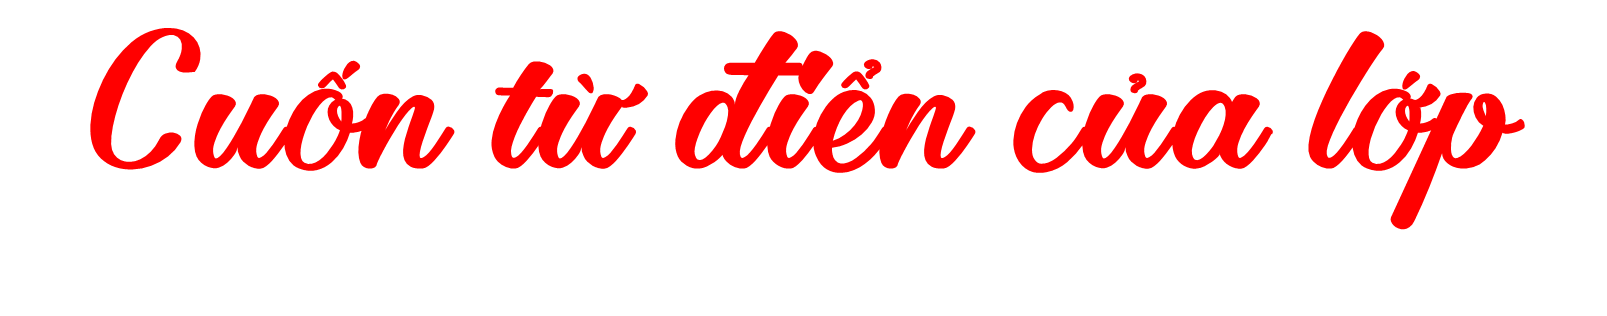 Cuốn từ điển của lớp